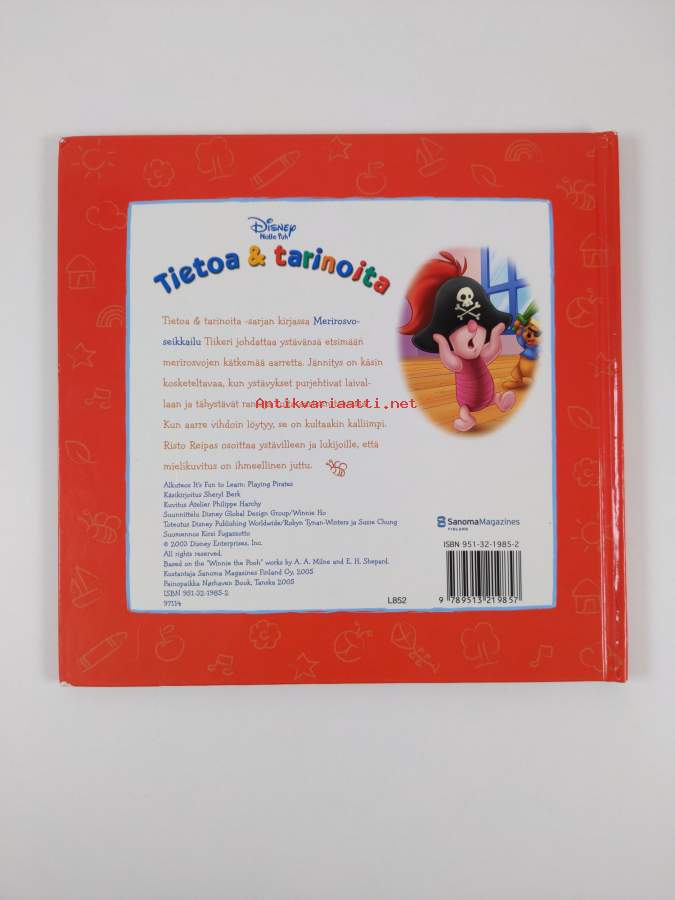 Disney
Nalle Puh
Tietoa & tarinoita
Tietoa & tarinoita -sarjan kirjassa Merirosvo-
seikkailu Tiikeri johdattaa ystävänsä etsimään
merirosvojen kätkemää aarretta. Jännitys on käsin
kosketeltavaa, kun ystävykset purjehtivat laival-
laan ja tähystävät
Antikvariaatti.net
Kun aarre vihdoin löytyy, se on kultaakin kalliimpi.
Risto Reipas osoittaa ystävilleen ja lukijoille, että
mielikuvitus on ihmeellinen juttu.
Alkuteos It's Fun to Learn: Playing Pirates
Käsikirjoitus Sheryl Berk
Kuvitus Atelier Philippe Harchy
Suunnittelu Disney Global Design Group/Winnie Ho
Toteutus Disney Publishing Worldwide/Robyn Tynan-Winters ja Susie Chung
Suomennus Kirsi Fugazzotto
© 2003 Disney Enterprises, Inc.
All rights reserved.
Based on the "Winnie the Pooh" works by A. A. Milne and E. H. Shepard.
Kustantaja Sanoma Magazines Finland Oy, 2005
Painopaikka Nørhaven Book, Tanska 2005
ISBN 951-32-1985-2
97114
L852
SanomaMagazines
FINLAND
ISBN 951-32-1985-2
9 789513 219857